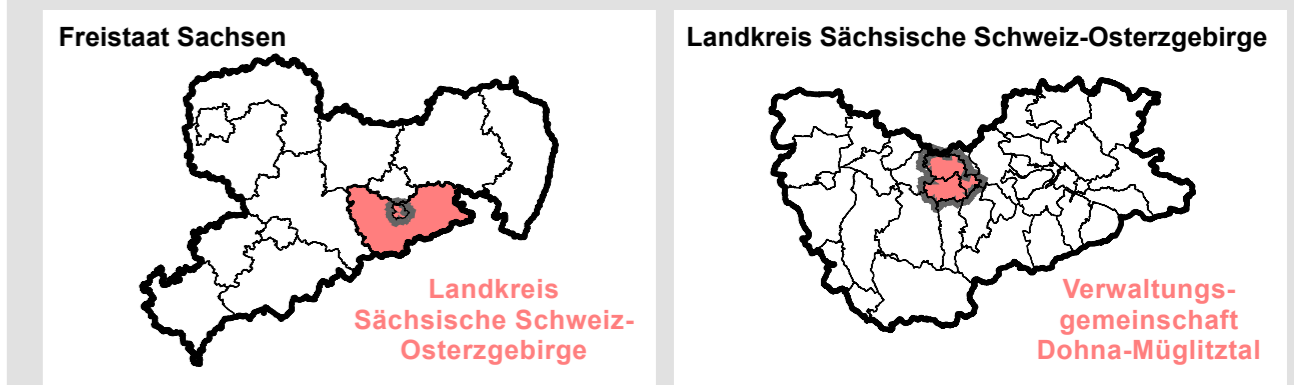 Freistaat Sachsen
Landkreis
Sächsische Schweiz-
Osterzgebirge
Landkreis Sächsische Schweiz-Osterzgebirge
Verwaltungs-
gemeinschaft
Dohna-Müglitztal